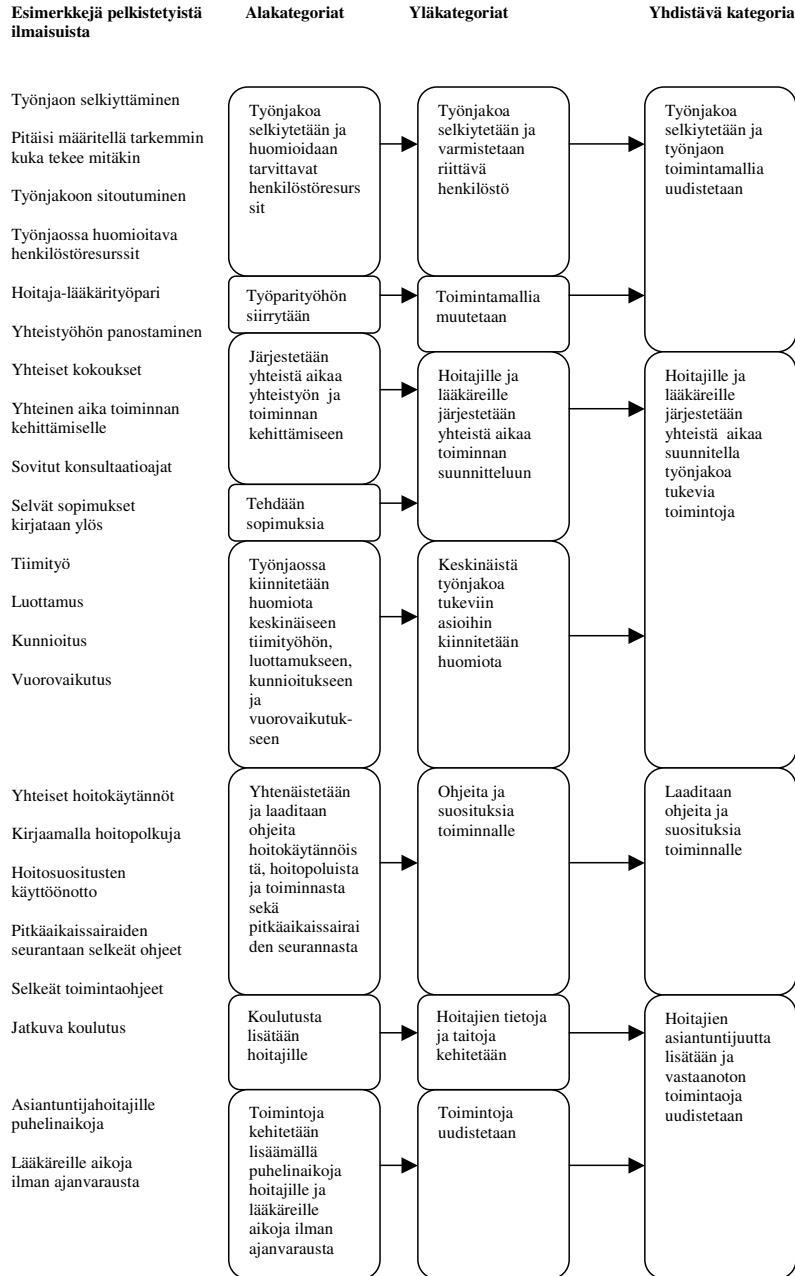 Esimerkkejä pelkistetyistä
ilmaisuista
Alakategoriat
Yläkategoriat
Yhdistävä kategoria
Työnjaon selkiyttäminen
Pitäisi määritellä tarkemmin
kuka tekee mitäkin
Työnjakoon sitoutuminen
Työnjaossa huomioitava
henkilöstöresurssit
Hoitaja-lääkärityöpari
Yhteistyöhön panostaminen
Yhteiset kokoukset
Yhteinen aika toiminnan
kehittämiselle
Sovitut konsultaatioajat
Selvät sopimukset
kirjataan ylös
Tiimityö
Luottamus
Kunnioitus
Vuorovaikutus
Yhteiset hoitokäytännöt
Kirjaamalla hoitopolkuja
Hoitosuositusten
käyttöönotto
Pitkäaikaissairaiden
seurantaan selkeät ohjeet
Selkeät toimintaohjeet
Jatkuva koulutus
Asiantuntijahoitajille
puhelinaikoja
Lääkäreille aikoja
ilman ajanvarausta
Työnjakoa
selkiytetään ja
huomioidaan
tarvittavat
henkilöstöresurs
sit
Työparityöhön
siirrytään
Järjestetään
yhteistä aikaa
yhteistyön ja
toiminnan
kehittämiseen
Tehdään
sopimuksia
Työnjaossa
kiinnitetään
huomiota
keskinäiseen
tiimityöhön,
luottamukseen,
kunnioitukseen
ja
vuorovaikutuk-
seen
Yhtenäistetään
ja laaditaan
ohjeita
hoitokäytännöis
tä, hoitopoluista
ja toiminnasta
sekä
pitkäaikaissairai
den seurannasta
Koulutusta
lisätään
hoitajille
Toimintoja
kehitetään
lisäämällä
puhelinaikoja
hoitajille ja
lääkäreille
aikoja ilman
ajanvarausta
Työnjakoa
selkiytetään ja
varmistetaan
riittävä
henkilöstö
Toimintamallia
muutetaan
Hoitajille ja
lääkäreille
järjestetään
yhteistä aikaa
toiminnan
suunnitteluun
Keskinäistä
työnjakoa
tukeviin
asioihin
kiinnitetään
huomiota
Ohjeita ja
suosituksia
toiminnalle
Hoitajien tietoja
ja taitoja
kehitetään
Toimintoja
uudistetaan
Työnjakoa
selkiytetään ja
työnjaon
toimintamallia
uudistetaan
Hoitajille ja
lääkäreille
järjestetään
yhteistä aikaa
suunnitella
työnjakoa
tukevia
toimintoja
Laaditaan
ohjeita ja
suosituksia
toiminnalle
Hoitajien
asiantuntijuutta
lisätään ja
vastaanoton
toimintaoja
uudistetaan